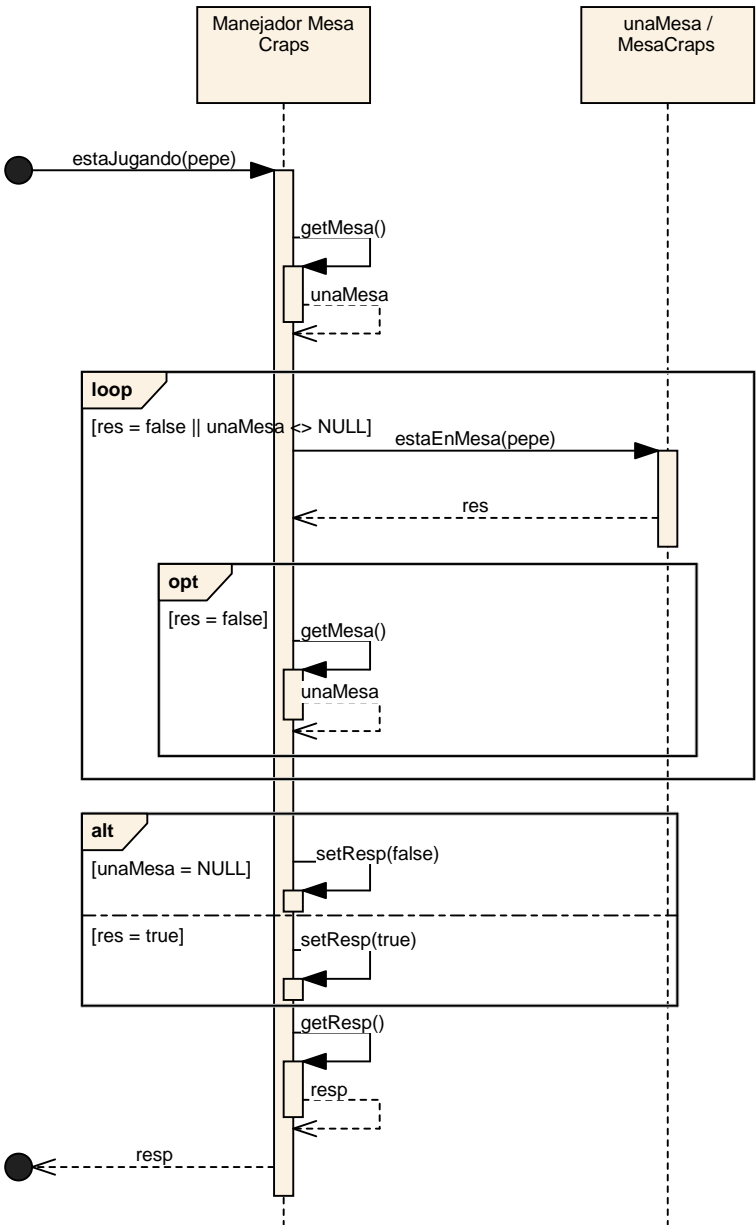 Manejador Mesa
Craps
unaMesa /
MesaCraps
estaJugando(pepe)
getMesa()
unaMesa
loop
[res = false || unaMesa <> NULL]
estaEnMesa(pepe)
res
opt
[res = false]
getMesa()
unaMesa
alt
[unaMesa = NULL]
setResp(false)
[res = true]
setResp(true)
getResp()
resp
resp